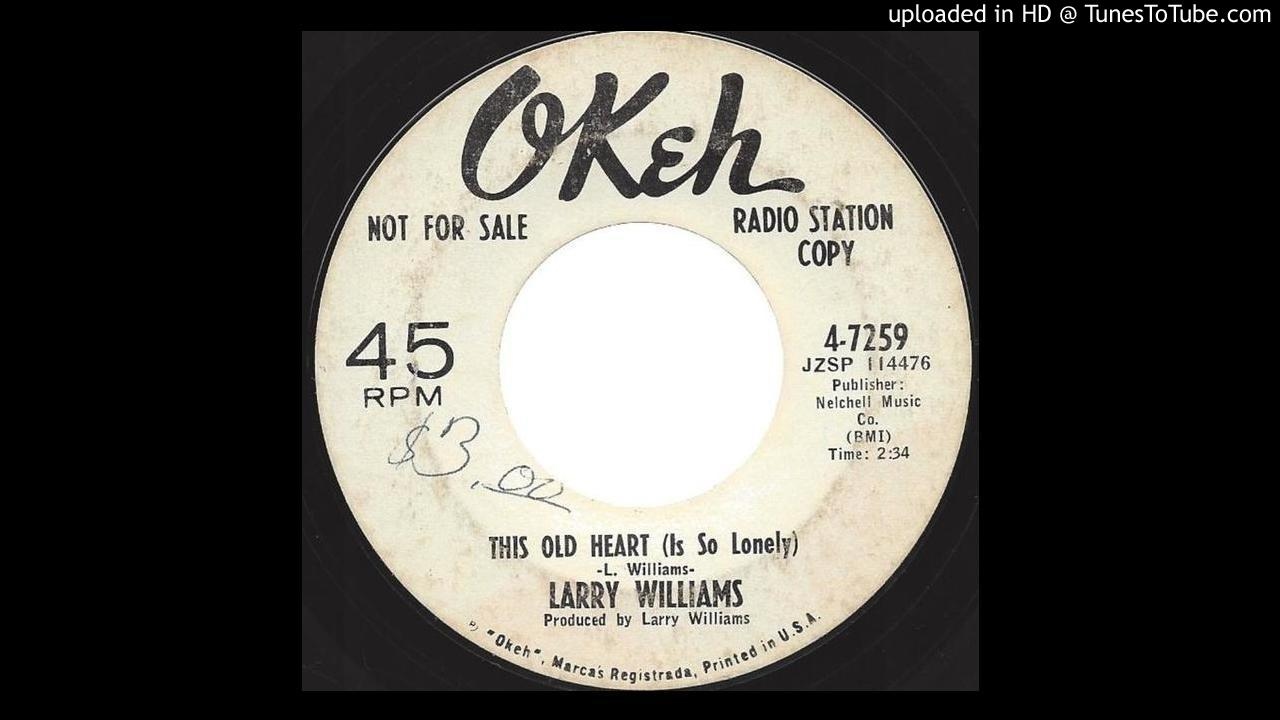 uploaded in HD @ TunesToTube.com
OKeh
NOT FOR SALE
RADIO STATION
COPY
45
RPM
4-7259
JZSP 114476
Publisher:
Nelchell Music
Co.
(BMI)
Time: 2:34
$3.00
THIS OLD HEART (Is So Lonely)
-L. Williams-
LARRY WILLIAMS
Produced by Larry Williams
"Okeh", Marcas Registrada, Printed in U.S.A.